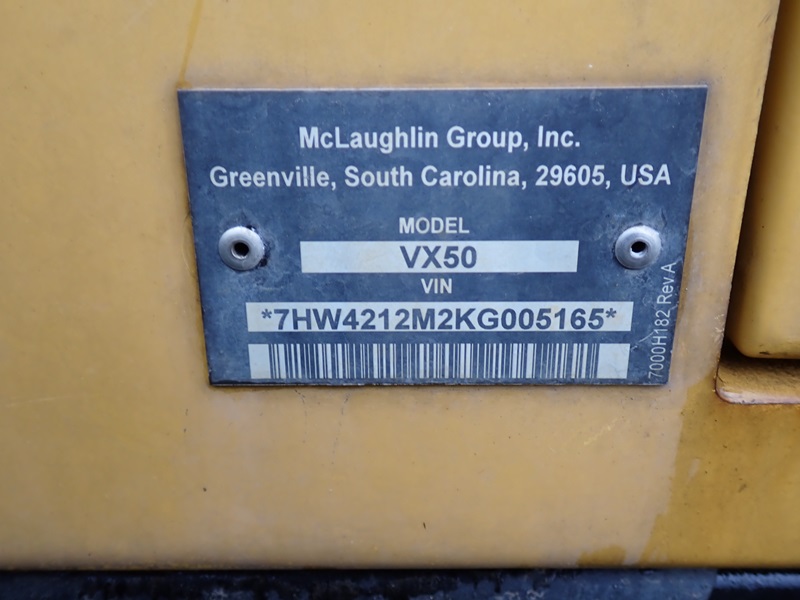 McLaughlin Group, Inc.
Greenville, South Carolina, 29605, USA
MODEL
VX50
VIN
*7HW4212M2KG005165*
7000H182 Rev A